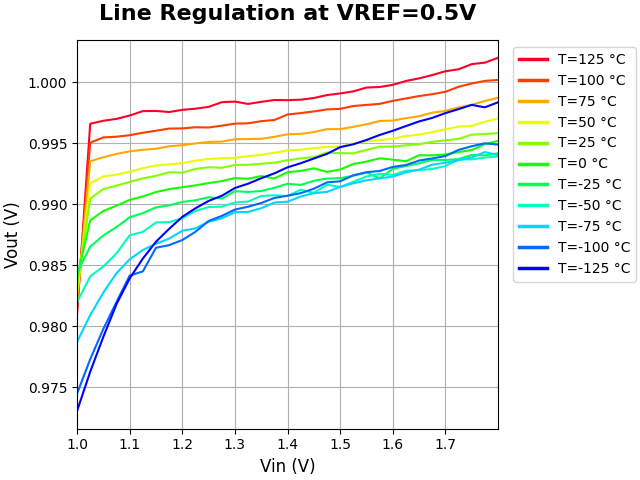 Line Regulation at VREF=0.5V
Vout (V)
1.000
0.995
0.990
0.985
0.980
0.975
1.0 1.1 1.2 1.3 1.4 1.5 1.6 1.7
Vin (V)
T=125 °C
T=100 °C
T=75 °C
T=50 °C
T=25 °C
T=0 °C
T=-25 °C
T=-50 °C
T=-75 °C
T=-100 °C
T=-125 °C